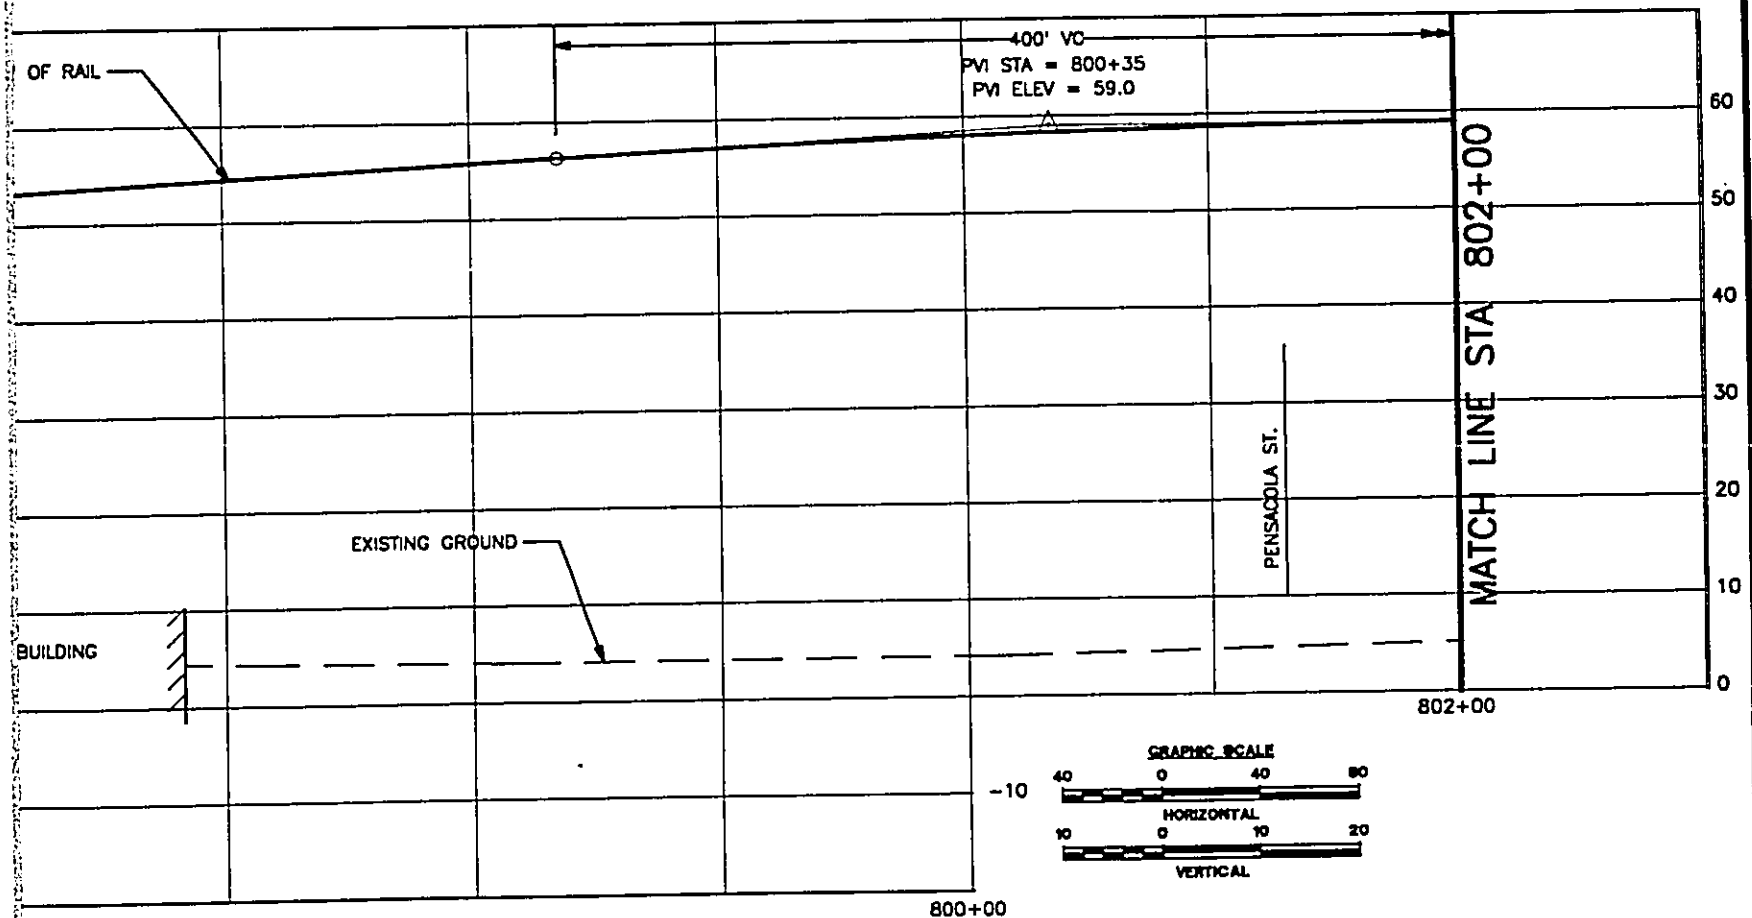 400' VC
PVI STA = 800+35
PVI ELEV = 59.0
OF RAIL
60
50
40
30
20
10
0
MATCH LINE STA 802+00
PENSACOLA ST.
EXISTING GROUND
BUILDING
802+00
-10
800+00
GRAPHIC SCALE
40 0 40 80
HORIZONTAL
10 0 10 20
VERTICAL